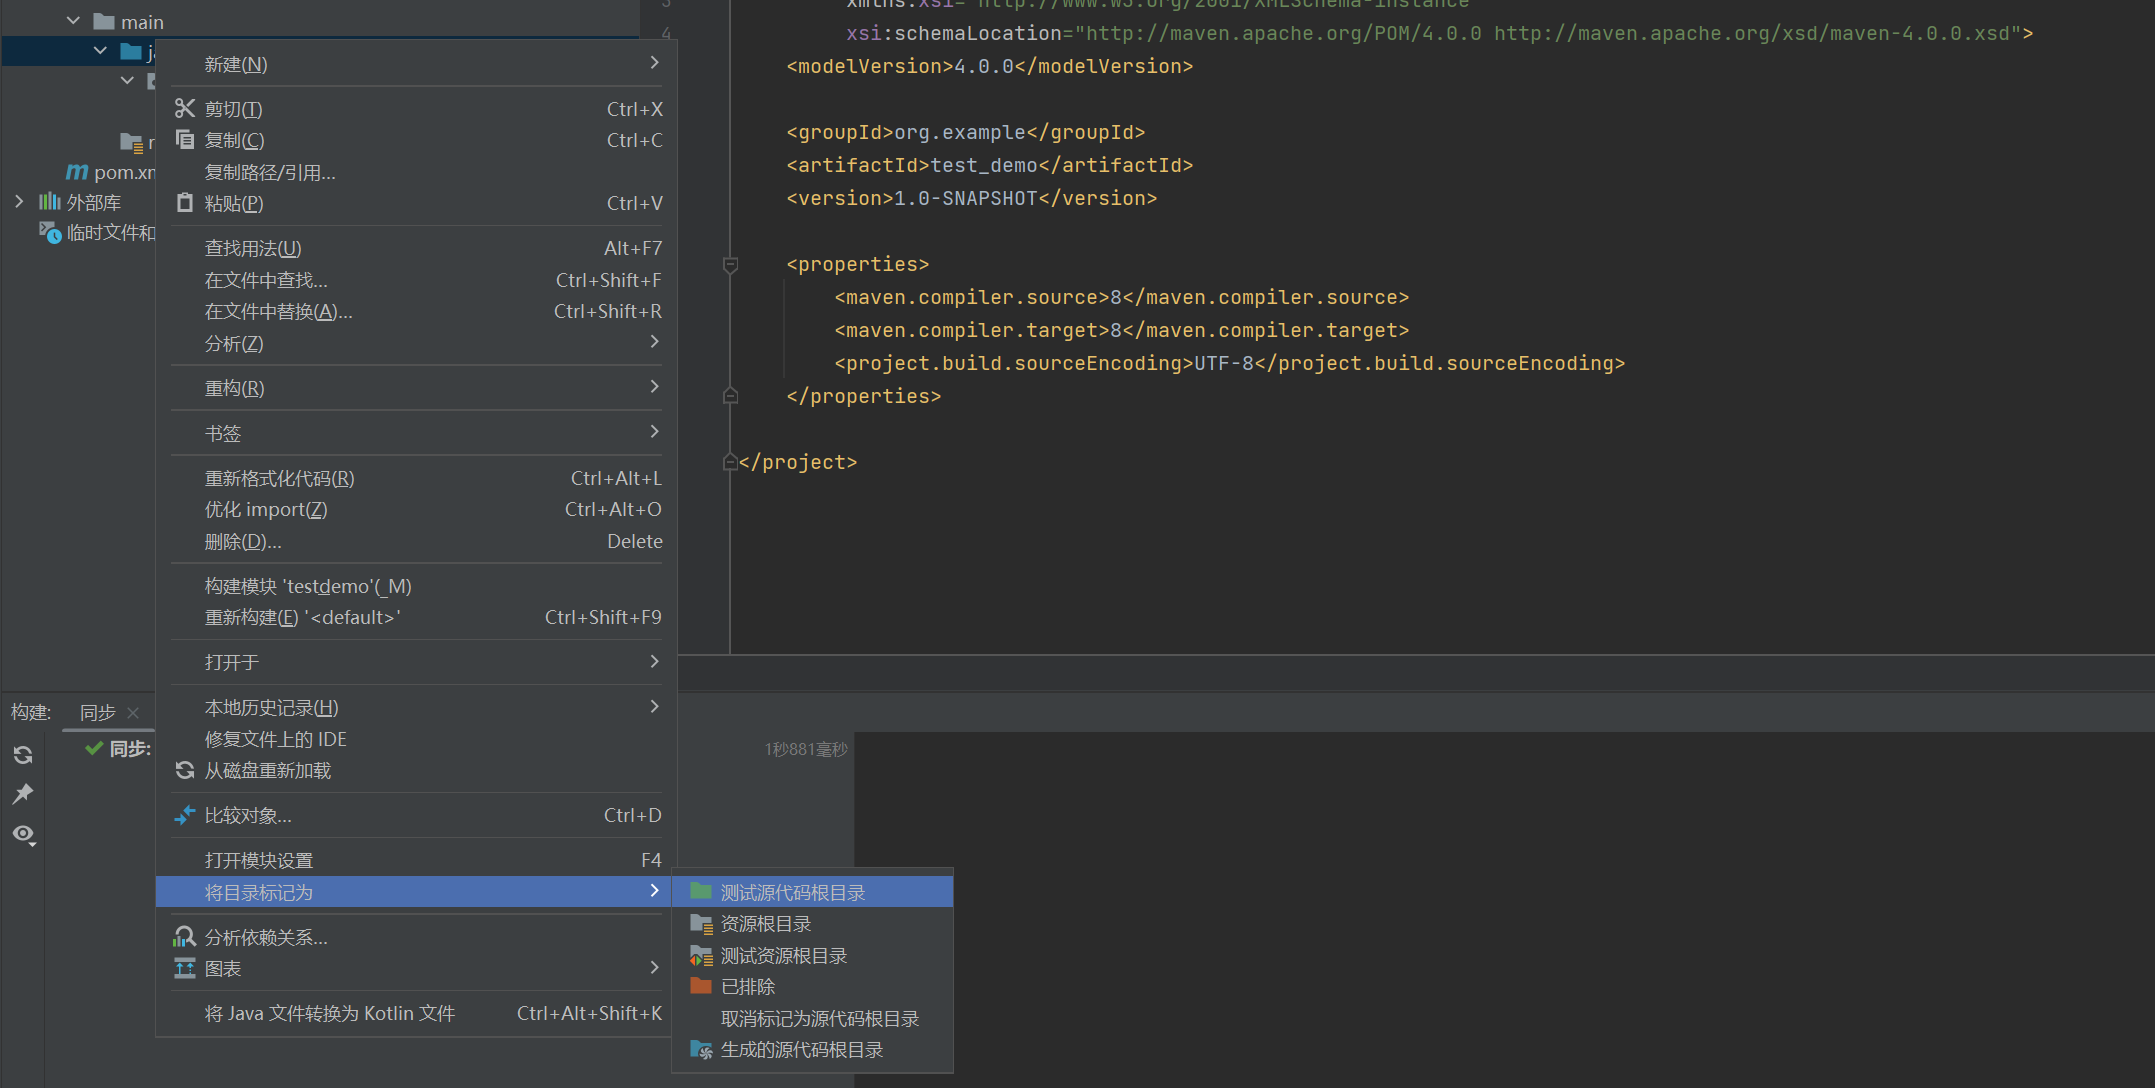 main
新建(N)
剪切(T) Ctrl+X
复制(C) Ctrl+C
复制路径/引用...
粘贴(P) Ctrl+V
查找用法(U) Alt+F7
在文件中查找... Ctrl+Shift+F
在文件中替换(A)... Ctrl+Shift+R
分析(Z)
重构(R)
书签
重新格式化代码(R) Ctrl+Alt+L
优化 import(Z) Ctrl+Alt+O
删除(D)... Delete
构建模块 'testdemo'(_M)
重新构建(E) '<default>' Ctrl+Shift+F9
打开于
本地历史记录(H)
修复文件上的 IDE
从磁盘重新加载
比较对象... Ctrl+D
打开模块设置 F4
将目录标记为
分析依赖关系...
图表
将 Java 文件转换为 Kotlin 文件 Ctrl+Alt+Shift+K
测试源代码根目录
资源根目录
测试资源根目录
已排除
取消标记为源代码根目录
生成的源代码根目录
pom.xm
外部库
临时文件和
构建: 同步
同步:
1秒881毫秒
xmlns:xsi="http://www.w3.org/2001/XMLSchema-instance"
4 xsi:schemaLocation="http://maven.apache.org/POM/4.0.0 http://maven.apache.org/xsd/maven-4.0.0.xsd">
<modelVersion>4.0.0</modelVersion>
<groupId>org.example</groupId>
<artifactId>test_demo</artifactId>
<version>1.0-SNAPSHOT</version>
<properties>
<maven.compiler.source>8</maven.compiler.source>
<maven.compiler.target>8</maven.compiler.target>
<project.build.sourceEncoding>UTF-8</project.build.sourceEncoding>
</properties>
</project>